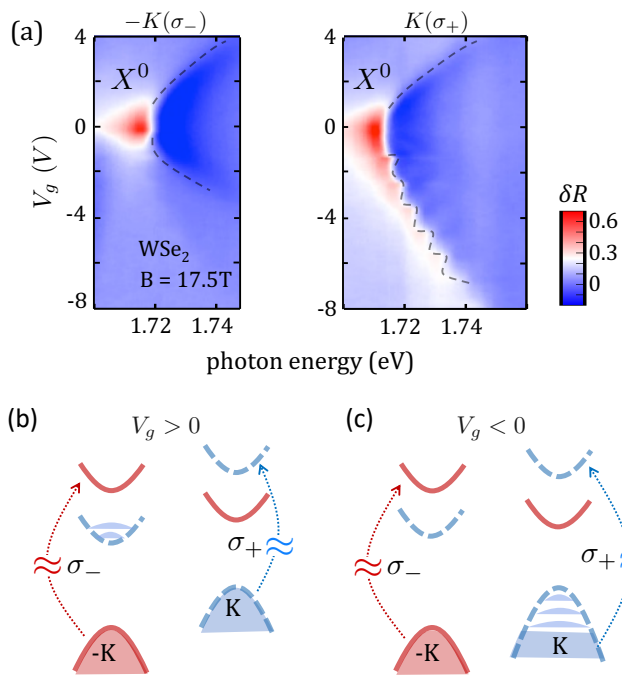 (a)
−K(σ−)
K(σ+)
4
0
-4
-8
V_g (V)
X⁰
WSe₂
B = 17.5T
1.72
1.74
4
0
-4
-8
X⁰
1.72
1.74
δR
0.6
0.3
0
photon energy (eV)
(b)
V_g > 0
σ−
-K
σ+
K
(c)
V_g < 0
σ−
-K
σ+
K